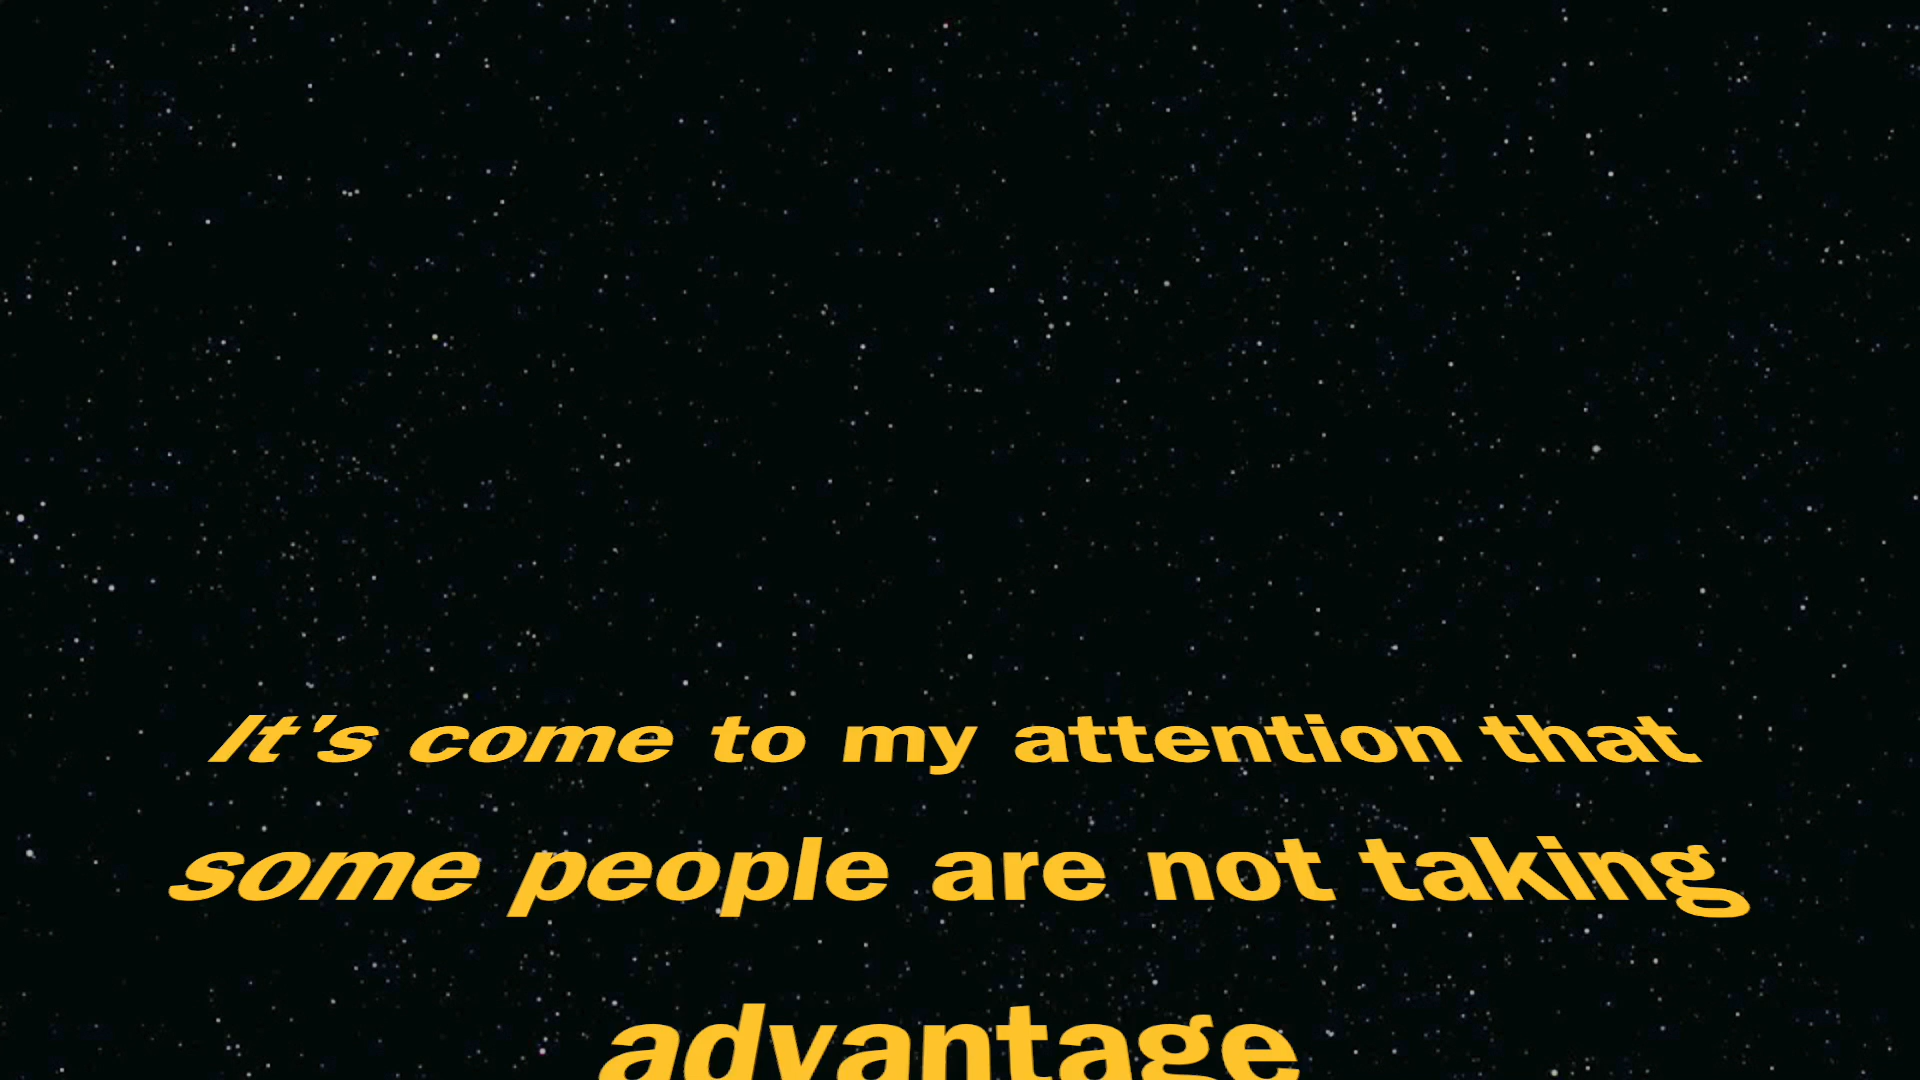 It's come to my attention that
some people are not taking
advantage